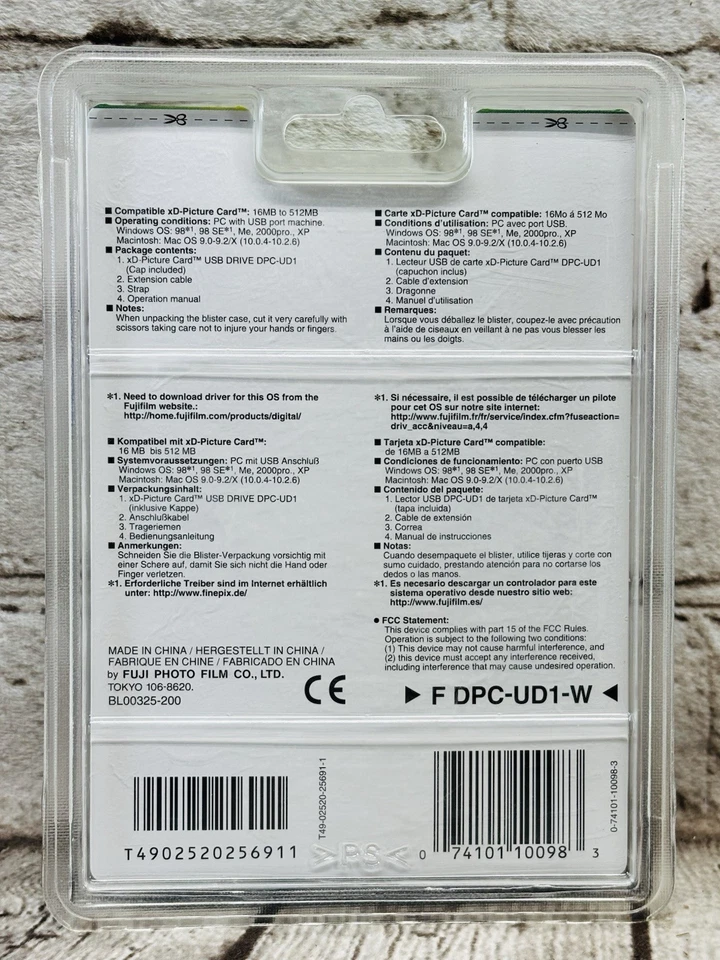 ■ Compatible xD-Picture Card™: 16MB to 512MB
■ Operating conditions: PC with USB port machine.
Windows OS: 98*1, 98 SE*1, Me, 2000pro., XP
Macintosh: Mac OS 9.0-9.2/X (10.0.4-10.2.6)
■ Package contents:
1. xD-Picture Card™ USB DRIVE DPC-UD1
(Cap included)
2. Extension cable
3. Strap
4. Operation manual
■ Notes:
When unpacking the blister case, cut it very carefully with
scissors taking care not to injure your hands or fingers.
■ Carte xD-Picture Card™ compatible: 16Mo á 512 Mo
■ Conditions d'utilisation: PC avec port USB.
Windows OS: 98*1, 98 SE*1, Me, 2000pro., XP
Macintosh: Mac OS 9.0-9.2/X (10.0.4-10.2.6)
■ Contenu du paquet:
1. Lecteur USB de carte xD-Picture Card™ DPC-UD1
(capuchon inclus)
2. Cable d'extension
3. Dragonne
4. Manuel d'utilisation
■ Remarques:
Lorsque vous déballez le blister, coupez-le avec précaution
à l'aide de ciseaux en veillant à ne pas vous blesser les
mains ou les doigts.
*1. Need to download driver for this OS from the
Fujifilm website.:
http://home.fujifilm.com/products/digital/
*1. Si nécessaire, il est possible de télécharger un pilote
pour cet OS sur notre site internet:
http://www.fujifilm.fr/fr/service/index.cfm?fuseaction=
driv_acc&niveau=a,4,4
■ Kompatibel mit xD-Picture Card™:
16 MB bis 512 MB
■ Systemvoraussetzungen: PC mit USB Anschluß
Windows OS: 98*1, 98 SE*1, Me, 2000pro., XP
Macintosh: Mac OS 9.0-9.2/X (10.0.4-10.2.6)
■ Verpackungsinhalt:
1. xD-Picture Card™ USB DRIVE DPC-UD1
(inklusive Kappe)
2. Anschlußkabel
3. Trageriemen
4. Bedienungsanleitung
■ Anmerkungen:
Schneiden Sie die Blister-Verpackung vorsichtig mit
einer Schere auf, damit Sie sich nicht die Hand oder
Finger verletzen.
*1. Erforderliche Treiber sind im Internet erhältlich
unter: http://www.finepix.de/
■ Tarjeta xD-Picture Card™ compatible:
de 16MB a 512MB
■ Condiciones de funcionamiento: PC con puerto USB
Windows OS: 98*1, 98 SE*1, Me, 2000pro., XP
Macintosh: Mac OS 9.0-9.2/X (10.0.4-10.2.6)
■ Contenido del paquete:
1. Lector USB DPC-UD1 de tarjeta xD-Picture Card™
(tapa incluida)
2. Cable de extensión
3. Correa
4. Manual de instrucciones
■ Notas:
Cuando desempaquete el blister, utilice tijeras y corte con
sumo cuidado, prestando atención para no cortarse los
dedos o las manos.
*1. Es necesario descargar un controlador para este
sistema operativo desde nuestro sitio web:
http://www.fujifilm.es/
● FCC Statement:
This device complies with part 15 of the FCC Rules.
Operation is subject to the following two conditions:
(1) This device may not cause harmful interference, and
(2) this device must accept any interference received,
including interference that may cause undesired operation.
MADE IN CHINA / HERGESTELLT IN CHINA /
FABRIQUE EN CHINE / FABRICADO EN CHINA
by FUJI PHOTO FILM CO., LTD.
TOKYO 106-8620.
BL00325-200
CE
▶ F DPC-UD1-W ◀
T4902520256911
T49-02520-25691-1
>PS<
0 74101 10098 3
0-74101-10098-3